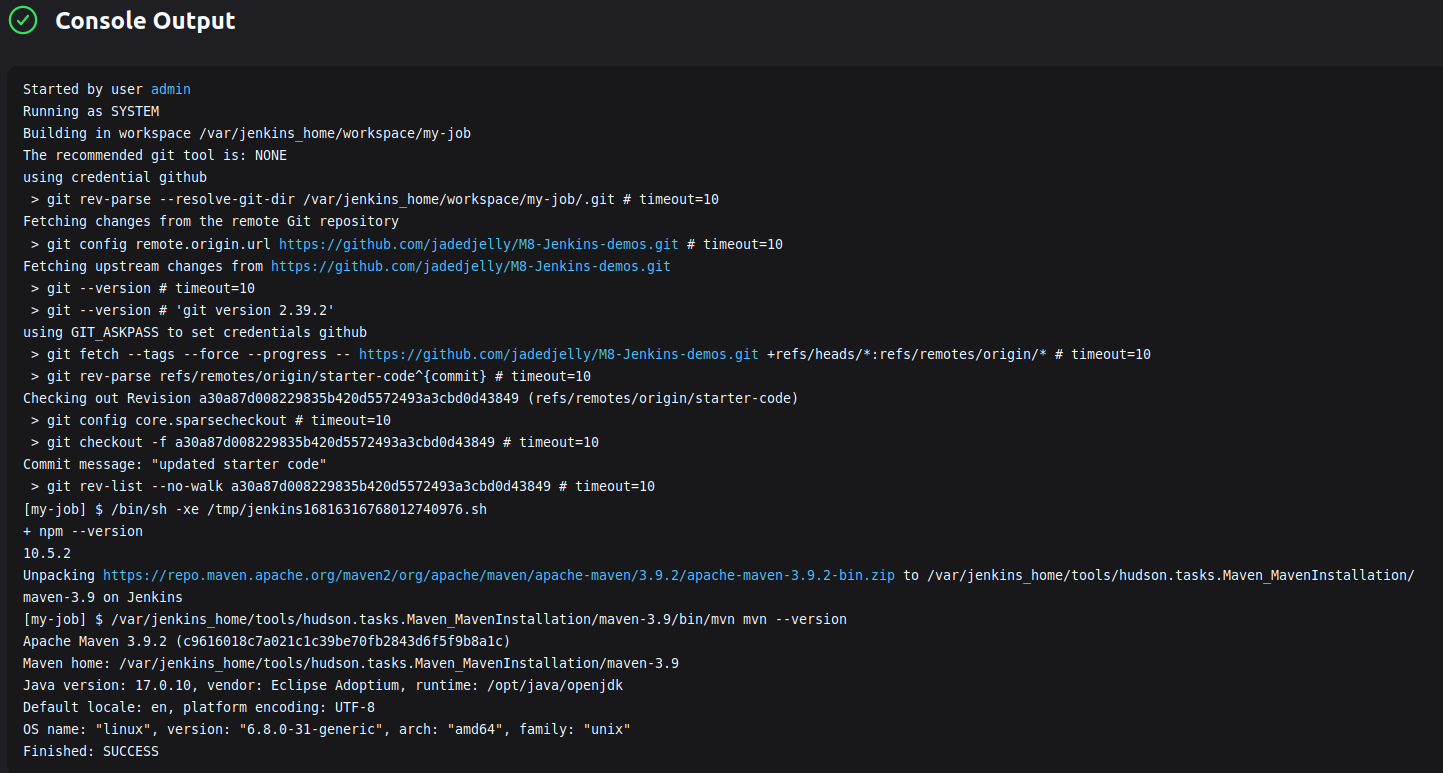 Console Output
Started by user admin
Running as SYSTEM
Building in workspace /var/jenkins_home/workspace/my-job
The recommended git tool is: NONE
using credential github
 > git rev-parse --resolve-git-dir /var/jenkins_home/workspace/my-job/.git # timeout=10
Fetching changes from the remote Git repository
 > git config remote.origin.url https://github.com/jadedjelly/M8-Jenkins-demos.git # timeout=10
Fetching upstream changes from https://github.com/jadedjelly/M8-Jenkins-demos.git
 > git --version # timeout=10
 > git --version # 'git version 2.39.2'
using GIT_ASKPASS to set credentials github
 > git fetch --tags --force --progress -- https://github.com/jadedjelly/M8-Jenkins-demos.git +refs/heads/*:refs/remotes/origin/* # timeout=10
 > git rev-parse refs/remotes/origin/starter-code^{commit} # timeout=10
Checking out Revision a30a87d008229835b420d5572493a3cbd0d43849 (refs/remotes/origin/starter-code)
 > git config core.sparsecheckout # timeout=10
 > git checkout -f a30a87d008229835b420d5572493a3cbd0d43849 # timeout=10
Commit message: "updated starter code"
 > git rev-list --no-walk a30a87d008229835b420d5572493a3cbd0d43849 # timeout=10
[my-job] $ /bin/sh -xe /tmp/jenkins16816316768012740976.sh
+ npm --version
10.5.2
Unpacking https://repo.maven.apache.org/maven2/org/apache/maven/apache-maven/3.9.2/apache-maven-3.9.2-bin.zip to /var/jenkins_home/tools/hudson.tasks.Maven_MavenInstallation/
maven-3.9 on Jenkins
[my-job] $ /var/jenkins_home/tools/hudson.tasks.Maven_MavenInstallation/maven-3.9/bin/mvn mvn --version
Apache Maven 3.9.2 (c9616018c7a021c1c39be70fb2843d6f5f9b8a1c)
Maven home: /var/jenkins_home/tools/hudson.tasks.Maven_MavenInstallation/maven-3.9
Java version: 17.0.10, vendor: Eclipse Adoptium, runtime: /opt/java/openjdk
Default locale: en, platform encoding: UTF-8
OS name: "linux", version: "6.8.0-31-generic", arch: "amd64", family: "unix"
Finished: SUCCESS